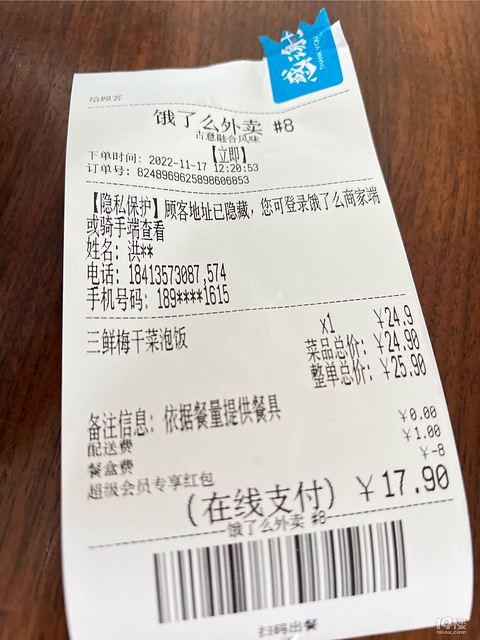 给顾客
饿了么外卖 #8
古意融合风味
【立即】
下单时间: 2022-11-17 12:20:53
订单号: 8248969625898606853
【隐私保护】顾客地址已隐藏，您可登录饿了么商家端
或骑手端查看
姓名: 洪**
电话: 18413573087,574
手机号码: 189****1615
三鲜梅干菜泡饭 x1 ￥24.9
菜品总价: ￥24.90
整单总价: ￥25.90
备注信息: 依据餐量提供餐具
配送费 ￥0.00
餐盒费 ￥1.00
超级会员专享红包 ￥-8
(在线支付) ￥17.90
饿了么外卖 #8
扫码出餐
19楼
19lou.com